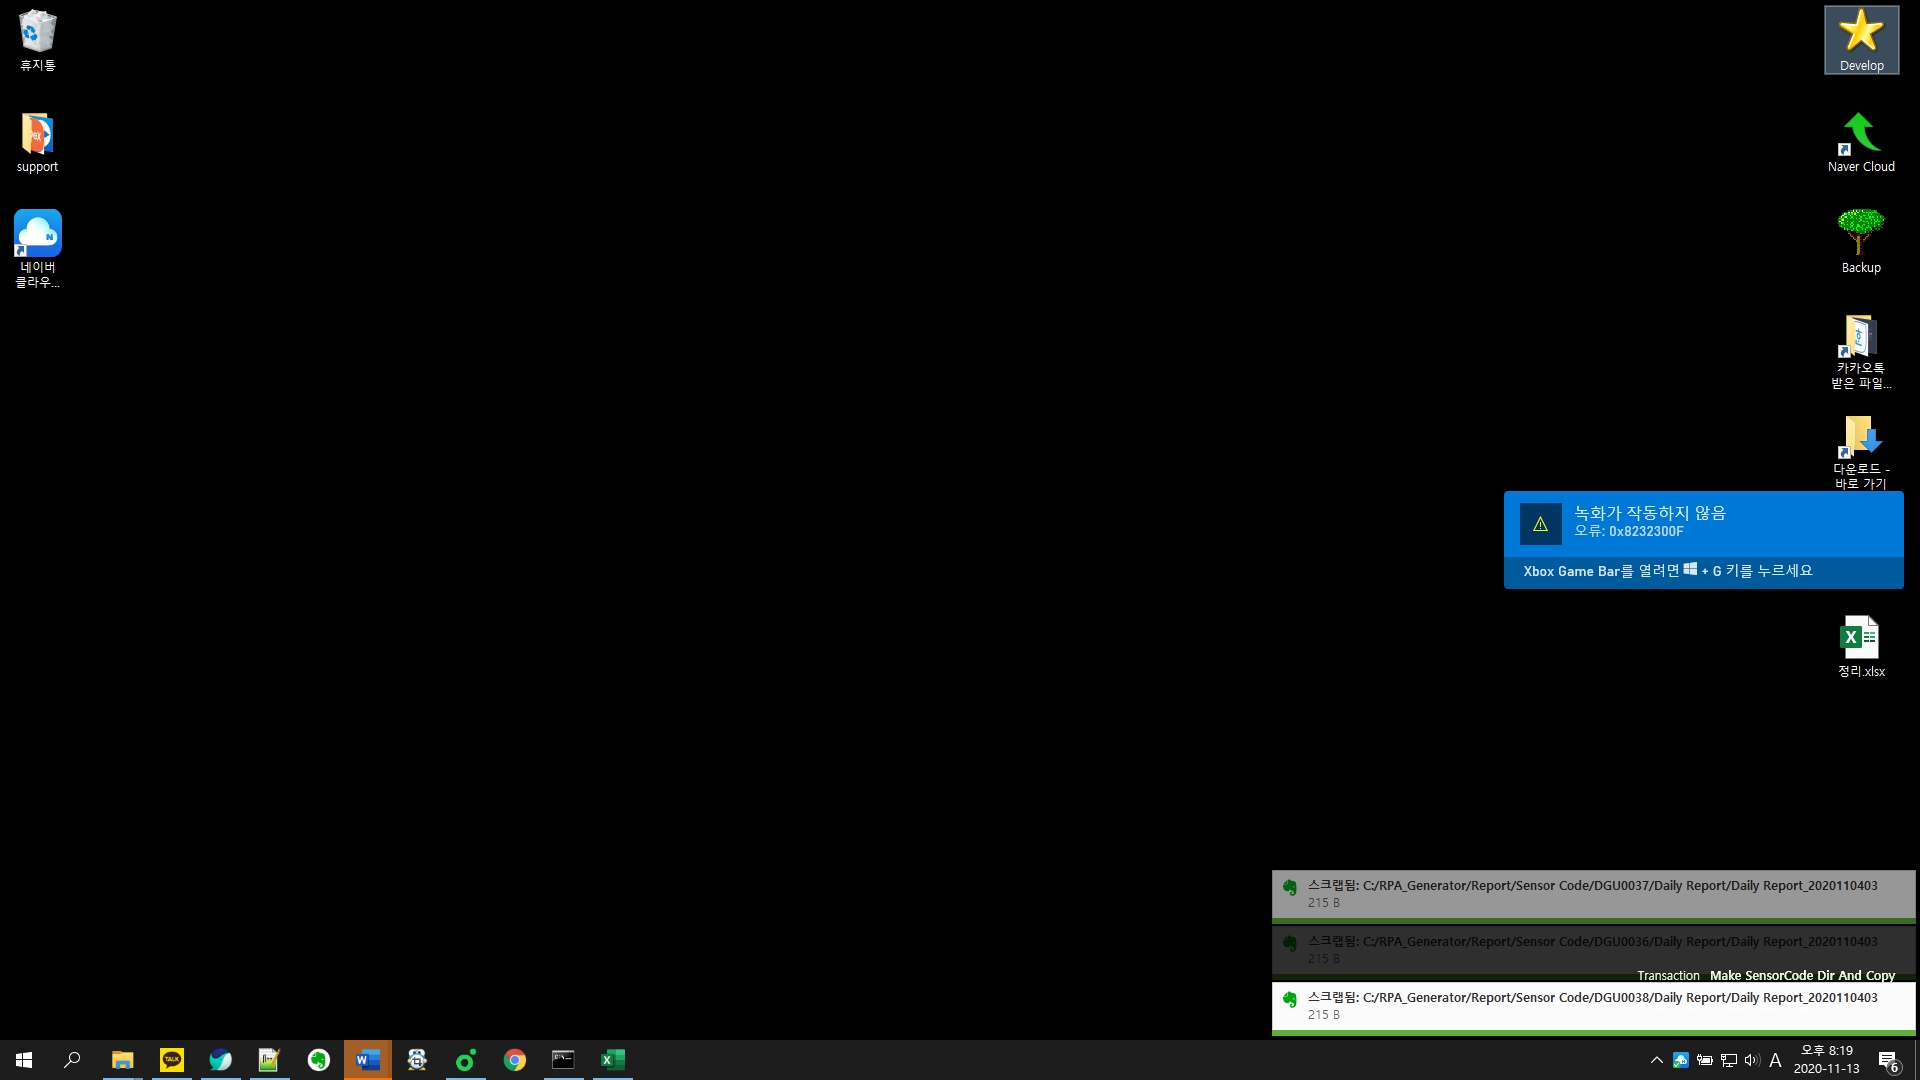 휴지통
support
네이버
클라우...
Develop
Naver Cloud
Backup
카카오톡
받은 파일...
다운로드 -
바로 가기
녹화가 작동하지 않음
오류: 0x8232300F
Xbox Game Bar를 열려면 + G 키를 누르세요
정리.xlsx
스크랩됨: C:/RPA_Generator/Report/Sensor Code/DGU0037/Daily Report/Daily Report_2020110403
215 B
스크랩됨: C:/RPA_Generator/Report/Sensor Code/DGU0036/Daily Report/Daily Report_2020110403
215 B
Transaction Make SensorCode Dir And Copy
스크랩됨: C:/RPA_Generator/Report/Sensor Code/DGU0038/Daily Report/Daily Report_2020110403
215 B
TALK
A
오후 8:19
2020-11-13
6